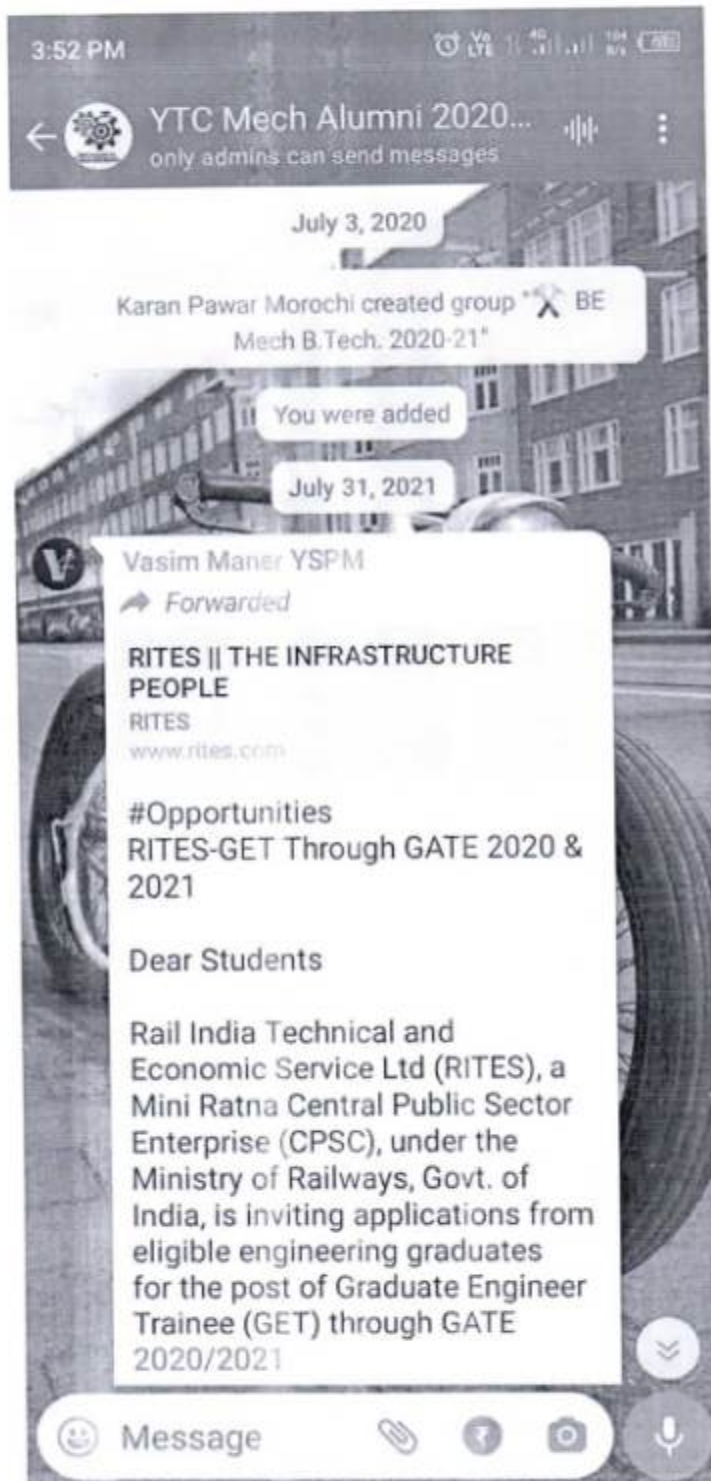 3:52 PM
Vo LTE 4G 104 B/s
YTC Mech Alumni 2020...
only admins can send messages
July 3, 2020
Karan Pawar Morochi created group "⚒ BE
Mech B.Tech. 2020-21"
You were added
July 31, 2021
Vasim Maner YSPM
Forwarded
RITES || THE INFRASTRUCTURE
PEOPLE
RITES
www.rites.com
#Opportunities
RITES-GET Through GATE 2020 &
2021
Dear Students
Rail India Technical and
Economic Service Ltd (RITES), a
Mini Ratna Central Public Sector
Enterprise (CPSC), under the
Ministry of Railways, Govt. of
India, is inviting applications from
eligible engineering graduates
for the post of Graduate Engineer
Trainee (GET) through GATE
2020/2021
Message